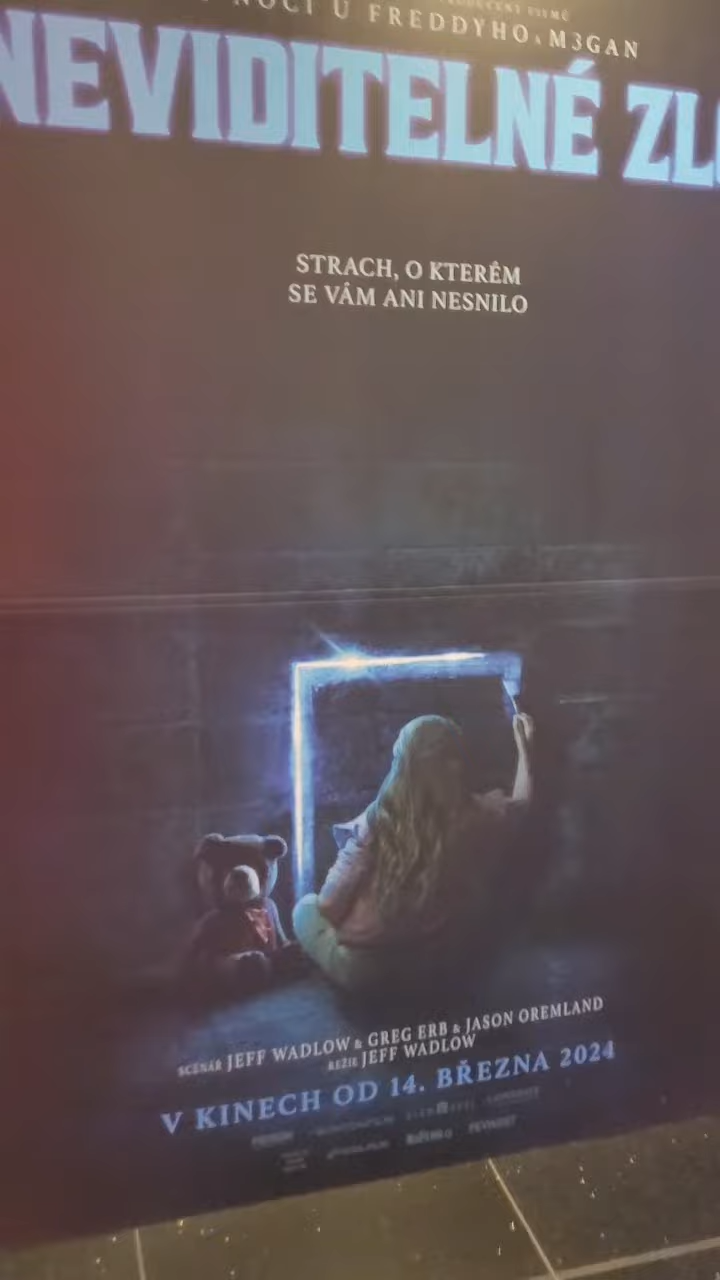 NOCÍ U FREDDYHO A M3GAN
NEVIDITELNÉ ZL
STRACH, O KTERÉM
SE VÁM ANI NESNILO
SCÉNÁŘ JEFF WADLOW & GREG ERB & JASON OREMLAND
REŽIE JEFF WADLOW
V KINECH OD 14. BŘEZNA 2024